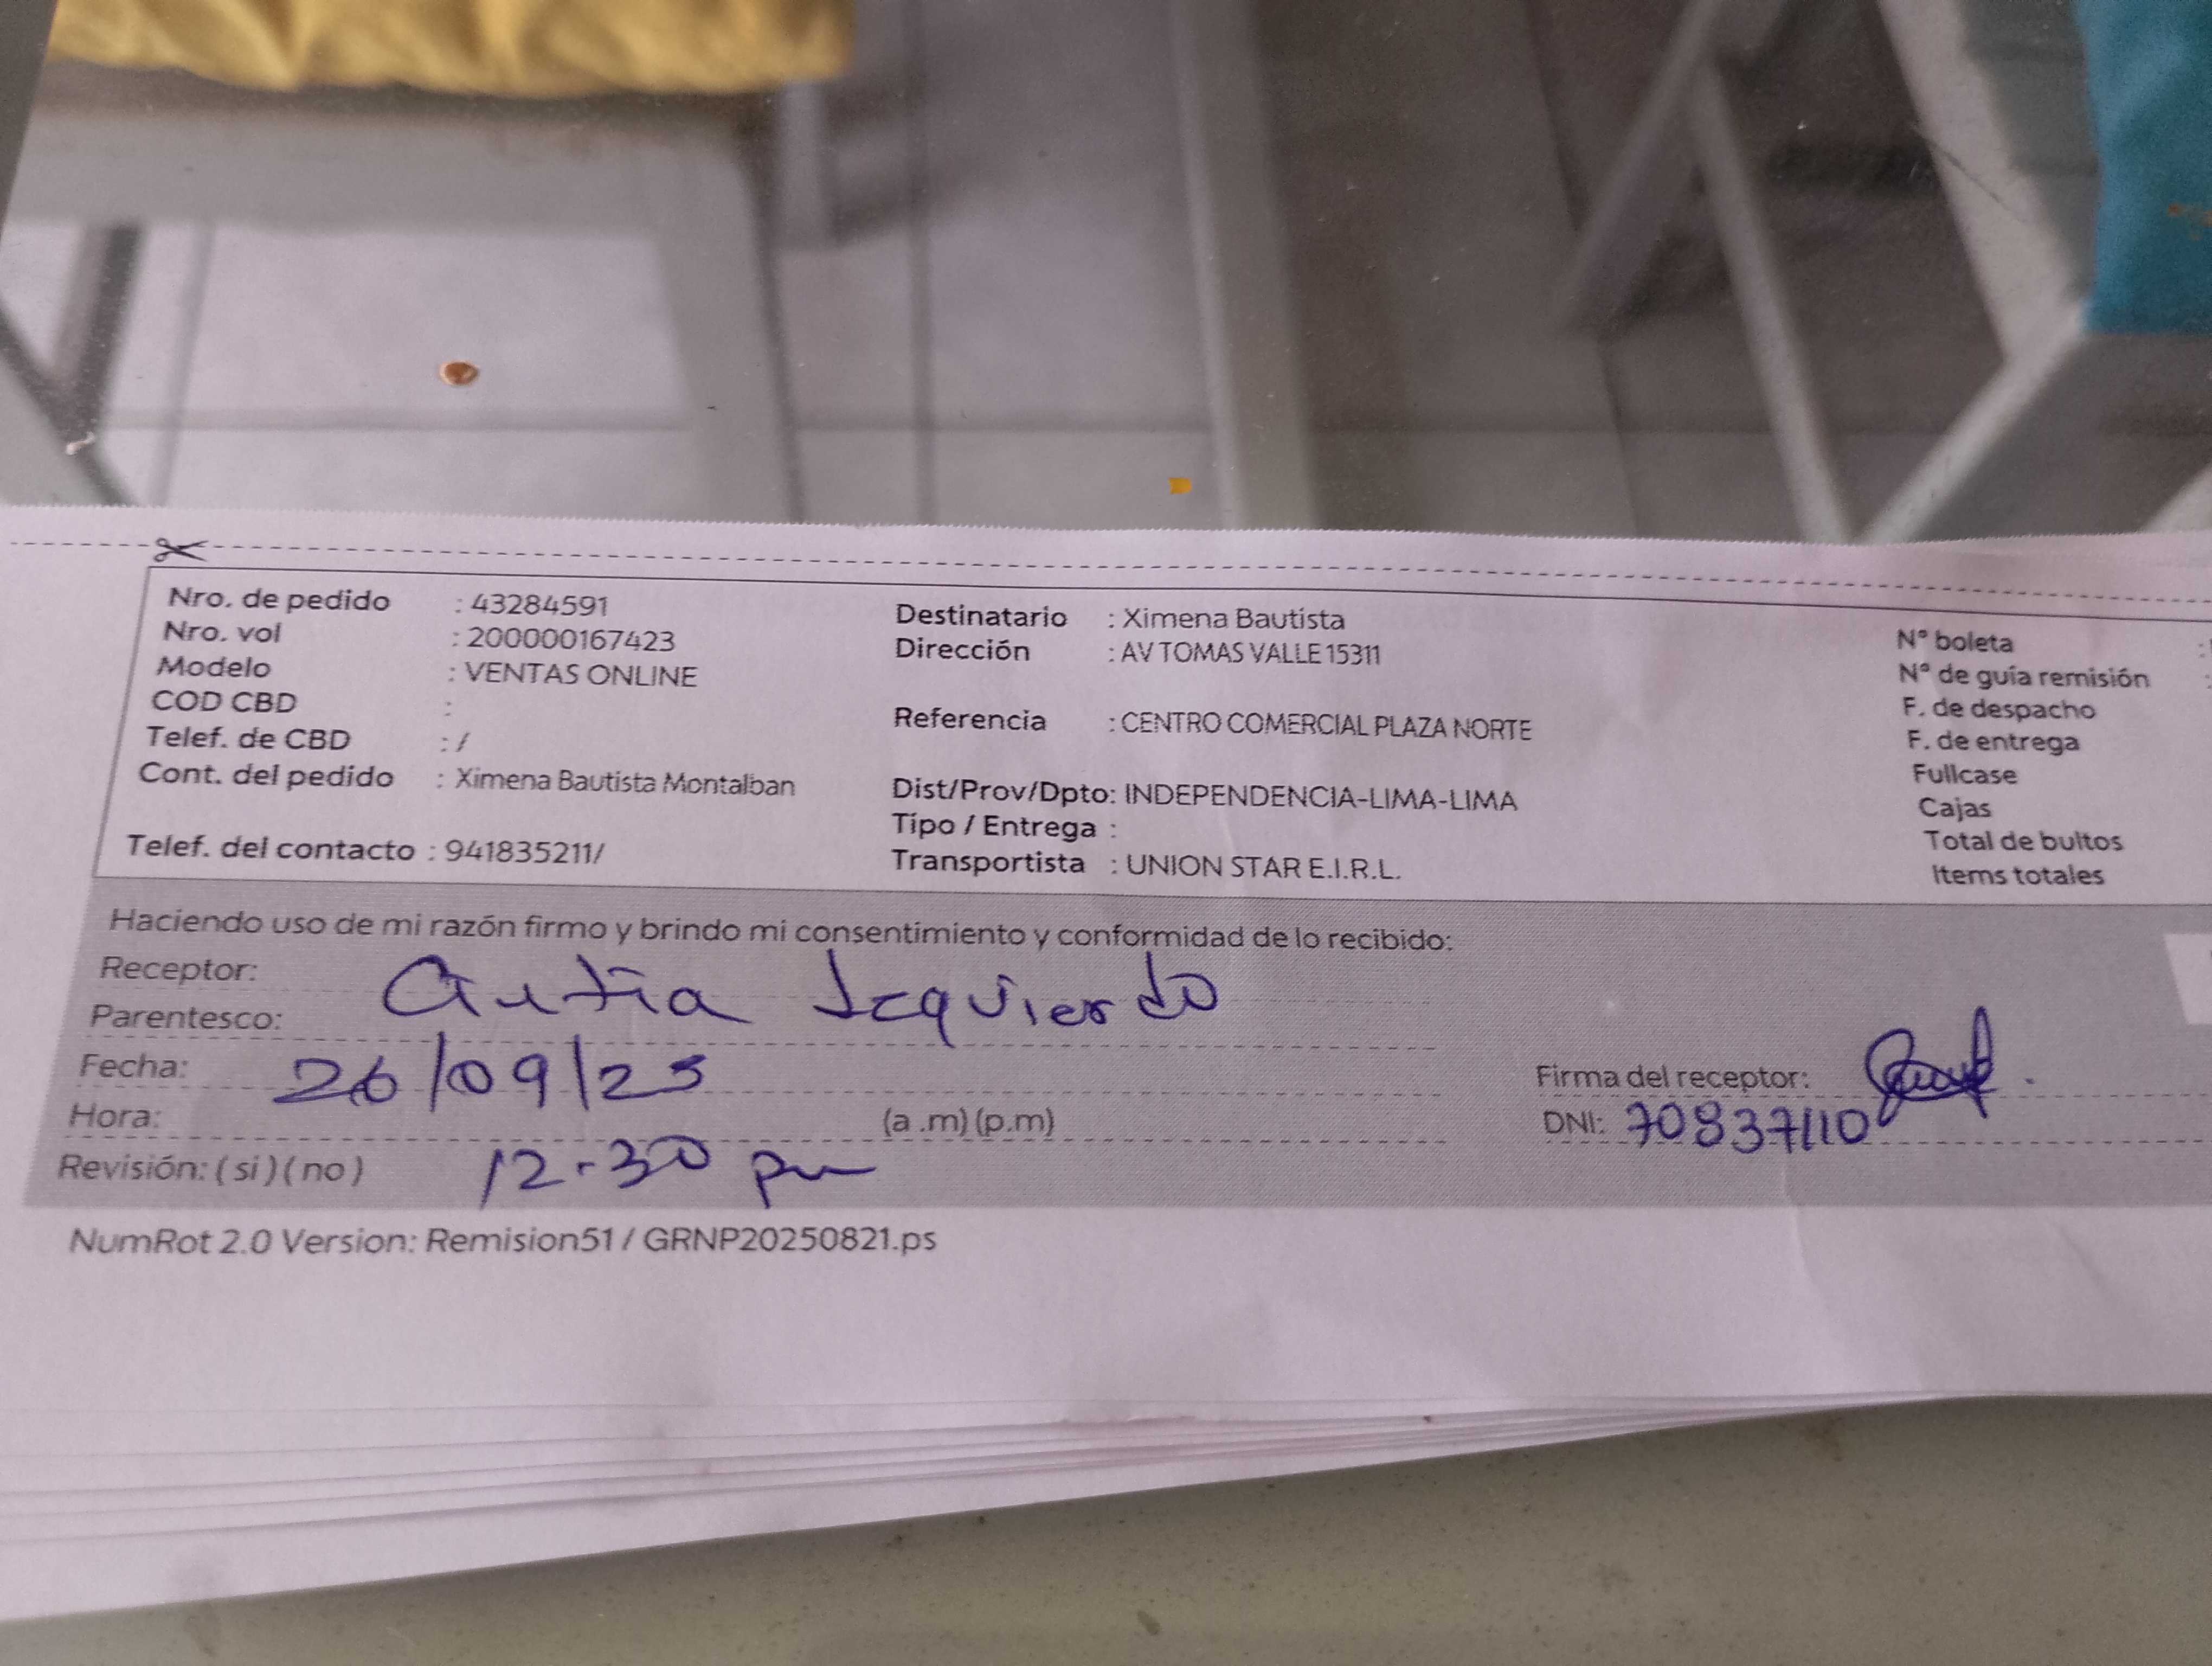 Nro. de pedido : 43284591
Nro. vol : 200000167423
Modelo : VENTAS ONLINE
COD CBD :
Telef. de CBD : /
Cont. del pedido : Ximena Bautista Montalban
Telef. del contacto : 941835211/
Destinatario : Ximena Bautista
Dirección : AV TOMAS VALLE 15311
Referencia : CENTRO COMERCIAL PLAZA NORTE
Dist/Prov/Dpto: INDEPENDENCIA-LIMA-LIMA
Tipo / Entrega :
Transportista : UNION STAR E.I.R.L.
N° boleta :
N° de guía remisión :
F. de despacho
F. de entrega
Fullcase
Cajas
Total de bultos
Items totales
Haciendo uso de mi razón firmo y brindo mi consentimiento y conformidad de lo recibido:
Receptor: Izquierdo
Parentesco:
Fecha: 26/09/25
Hora: (a .m) (p.m)
12.30 pm
Revisión: ( si ) ( no )
Firma del receptor:
DNI: 70837110
NumRot 2.0 Version: Remision51 / GRNP20250821.ps